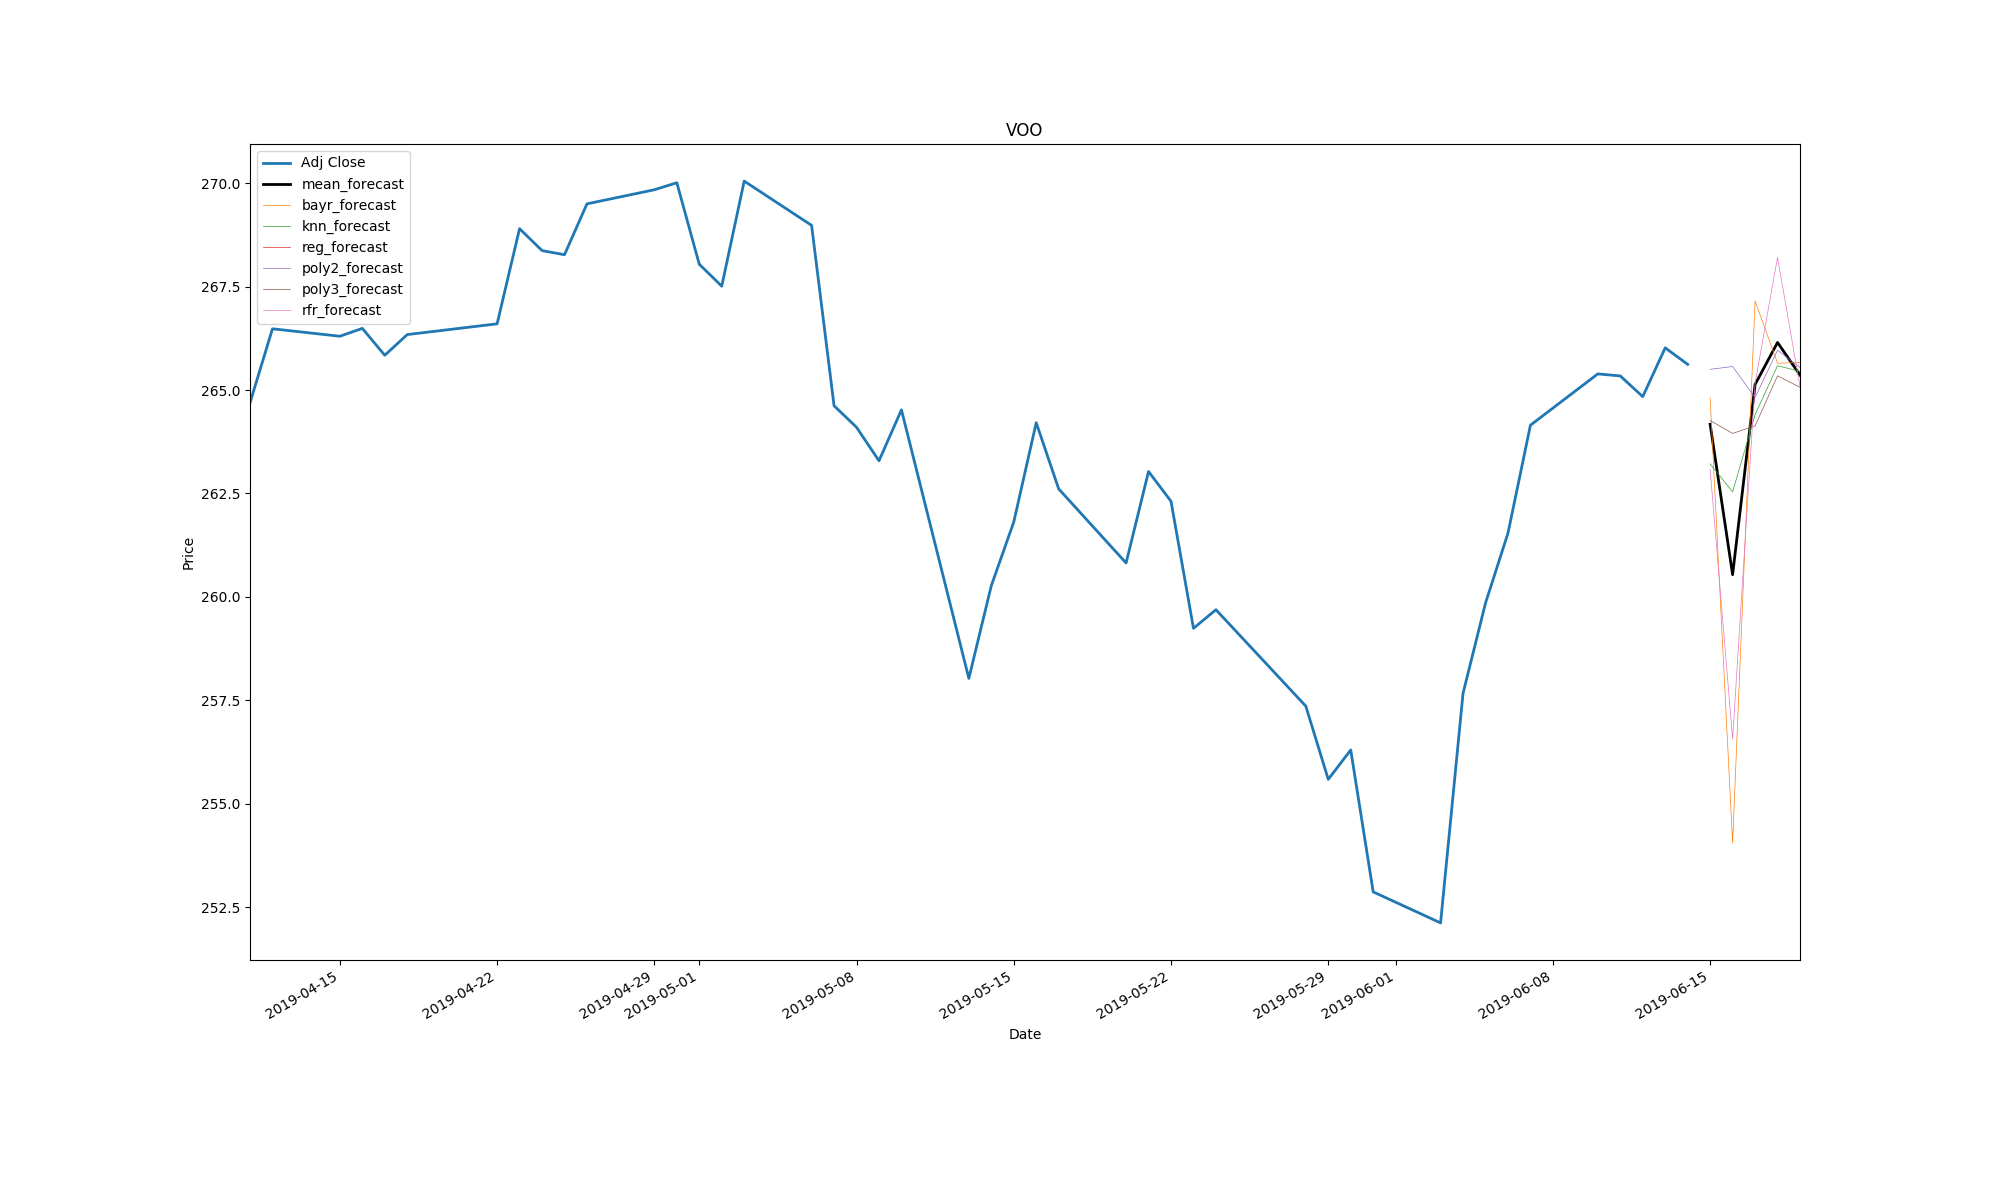 VOO
Adj Close
mean_forecast
bayr_forecast
knn_forecast
reg_forecast
poly2_forecast
poly3_forecast
rfr_forecast
270.0
267.5
265.0
262.5
260.0
257.5
255.0
252.5
Price
2019-04-15
2019-04-22
2019-04-29
2019-05-01
2019-05-08
2019-05-15
2019-05-22
2019-05-29
2019-06-01
2019-06-08
2019-06-15
Date